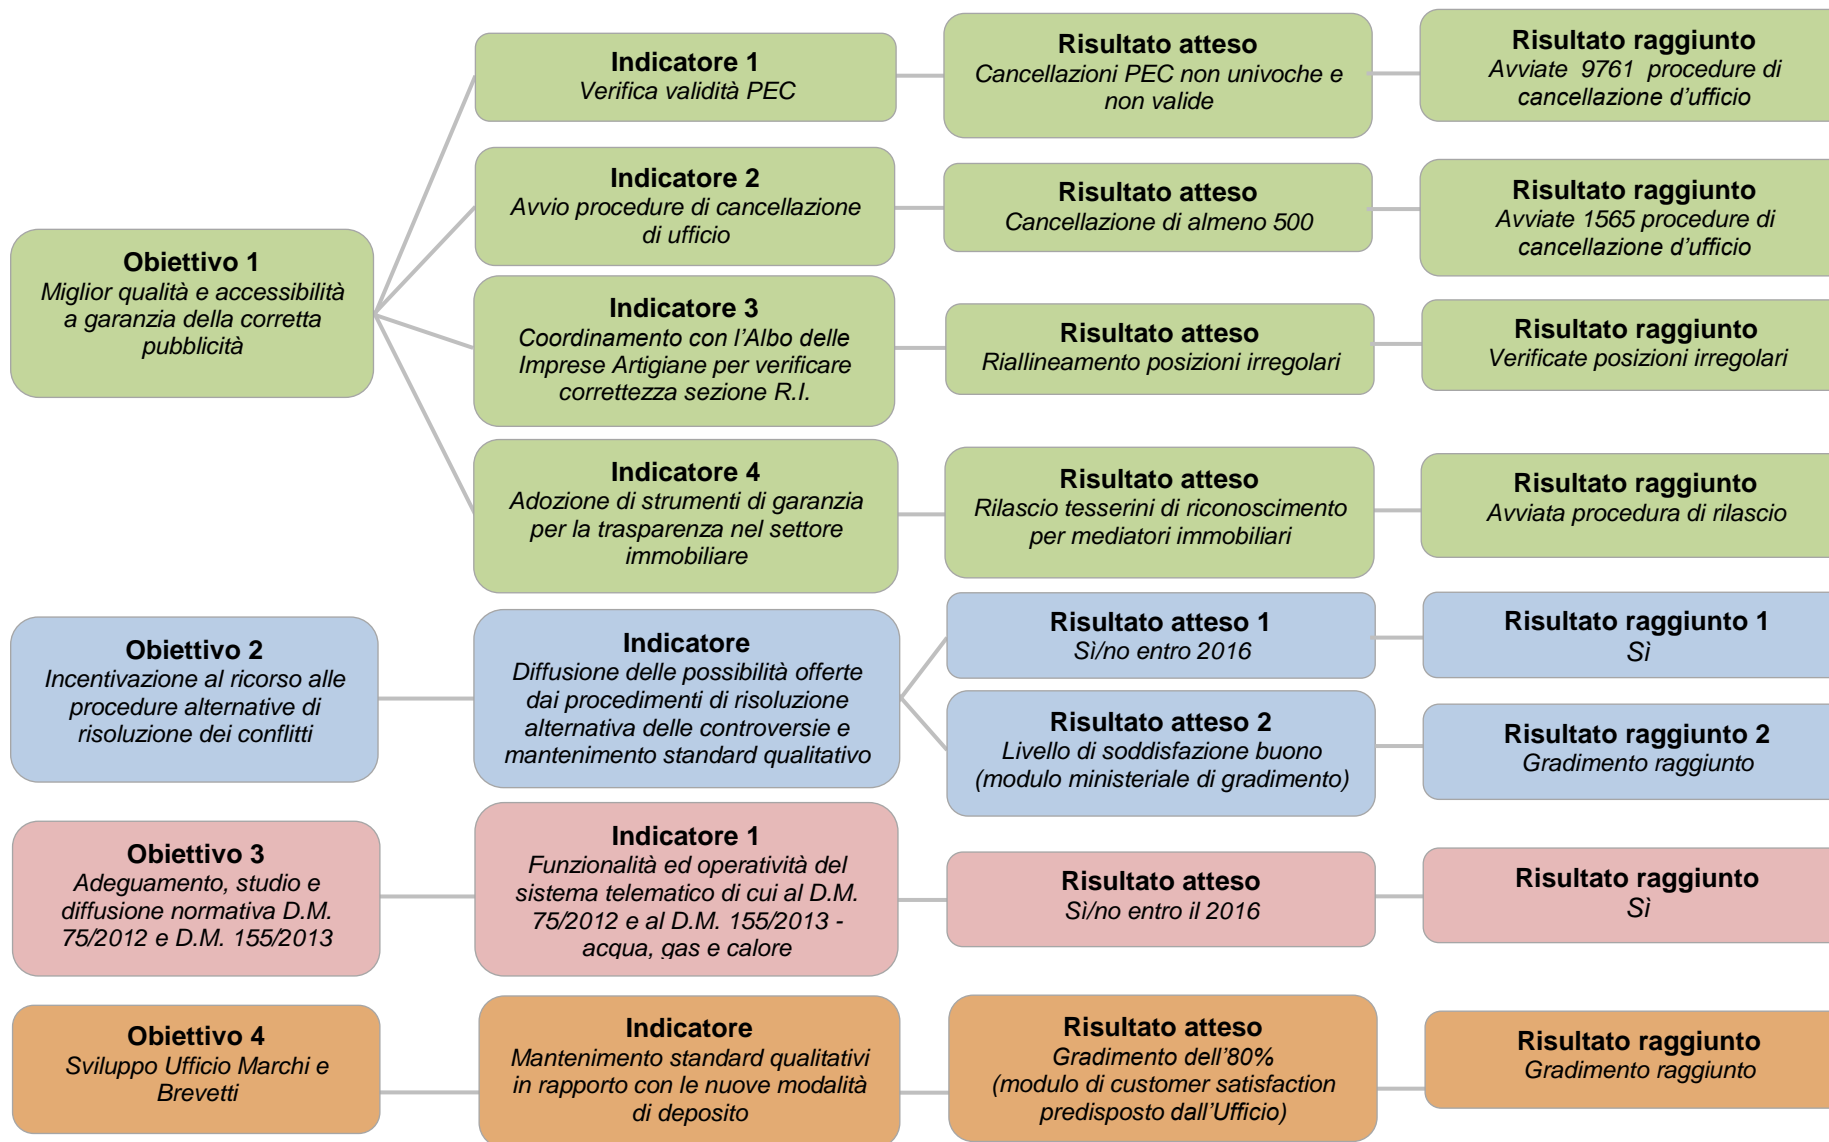 Obiettivo 1
Miglior qualità e accessibilità
a garanzia della corretta
pubblicità
Indicatore 1
Verifica validità PEC
Risultato atteso
Cancellazioni PEC non univoche e
non valide
Risultato raggiunto
Avviate 9761 procedure di
cancellazione d'ufficio
Indicatore 2
Avvio procedure di cancellazione
di ufficio
Risultato atteso
Cancellazione di almeno 500
Risultato raggiunto
Avviate 1565 procedure di
cancellazione d'ufficio
Indicatore 3
Coordinamento con l'Albo delle
Imprese Artigiane per verificare
correttezza sezione R.I.
Risultato atteso
Riallineamento posizioni irregolari
Risultato raggiunto
Verificate posizioni irregolari
Indicatore 4
Adozione di strumenti di garanzia
per la trasparenza nel settore
immobiliare
Risultato atteso
Rilascio tesserini di riconoscimento
per mediatori immobiliari
Risultato raggiunto
Avviata procedura di rilascio
Obiettivo 2
Incentivazione al ricorso alle
procedure alternative di
risoluzione dei conflitti
Indicatore
Diffusione delle possibilità offerte
dai procedimenti di risoluzione
alternativa delle controversie e
mantenimento standard qualitativo
Risultato atteso 1
Sì/no entro 2016
Risultato raggiunto 1
Sì
Risultato atteso 2
Livello di soddisfazione buono
(modulo ministeriale di gradimento)
Risultato raggiunto 2
Gradimento raggiunto
Obiettivo 3
Adeguamento, studio e
diffusione normativa D.M.
75/2012 e D.M. 155/2013
Indicatore 1
Funzionalità ed operatività del
sistema telematico di cui al D.M.
75/2012 e al D.M. 155/2013 -
acqua, gas e calore
Risultato atteso
Sì/no entro il 2016
Risultato raggiunto
Sì
Obiettivo 4
Sviluppo Ufficio Marchi e
Brevetti
Indicatore
Mantenimento standard qualitativi
in rapporto con le nuove modalità
di deposito
Risultato atteso
Gradimento dell'80%
(modulo di customer satisfaction
predisposto dall'Ufficio)
Risultato raggiunto
Gradimento raggiunto